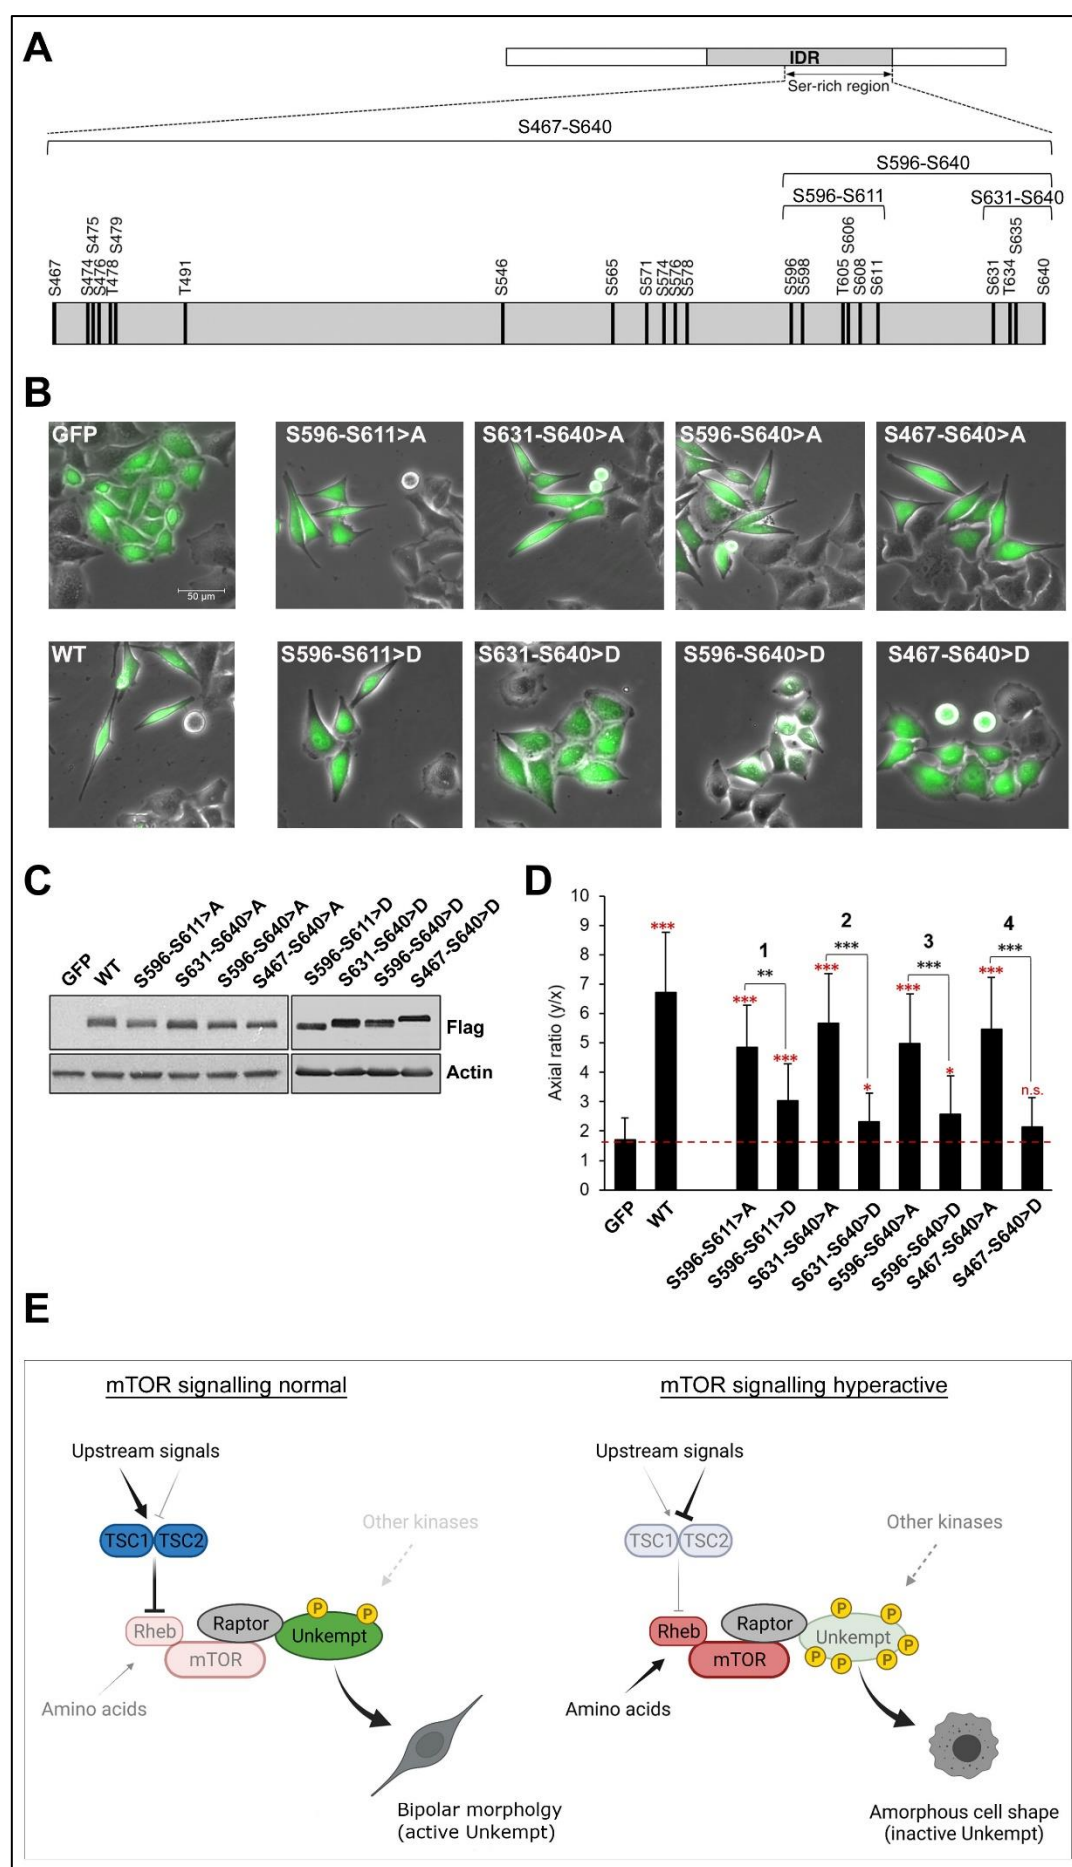 A
IDR
Ser-rich region
S467-S640
S596-S640
S596-S611
S631-S640
S467
S474
S475
S476
T478
S479
T491
S546
S565
S571
S574
S576
S578
S596
S598
T605
S606
S608
S611
S631
T634
S635
S640
B
GFP
50 µm
S596-S611>A
S631-S640>A
S596-S640>A
S467-S640>A
WT
S596-S611>D
S631-S640>D
S596-S640>D
S467-S640>D
C
GFP
WT
S596-S611>A
S631-S640>A
S596-S640>A
S467-S640>A
S596-S611>D
S631-S640>D
S596-S640>D
S467-S640>D
Flag
Actin
D
Axial ratio (y/x)
10
9
8
7
6
5
4
3
2
1
0
***
1
**
***
***
2
***
***
*
3
***
***
*
4
***
***
n.s.
GFP
WT
S596-S611>A
S596-S611>D
S631-S640>A
S631-S640>D
S596-S640>A
S596-S640>D
S467-S640>A
S467-S640>D
E
mTOR signalling normal
Upstream signals
TSC1 TSC2
Other kinases
P P
Rheb Raptor Unkempt
mTOR
Amino acids
Bipolar morpholgy
(active Unkempt)
mTOR signalling hyperactive
Upstream signals
TSC1 TSC2
Other kinases
P P
Rheb Raptor Unkempt P
mTOR P P P
Amino acids
Amorphous cell shape
(inactive Unkempt)